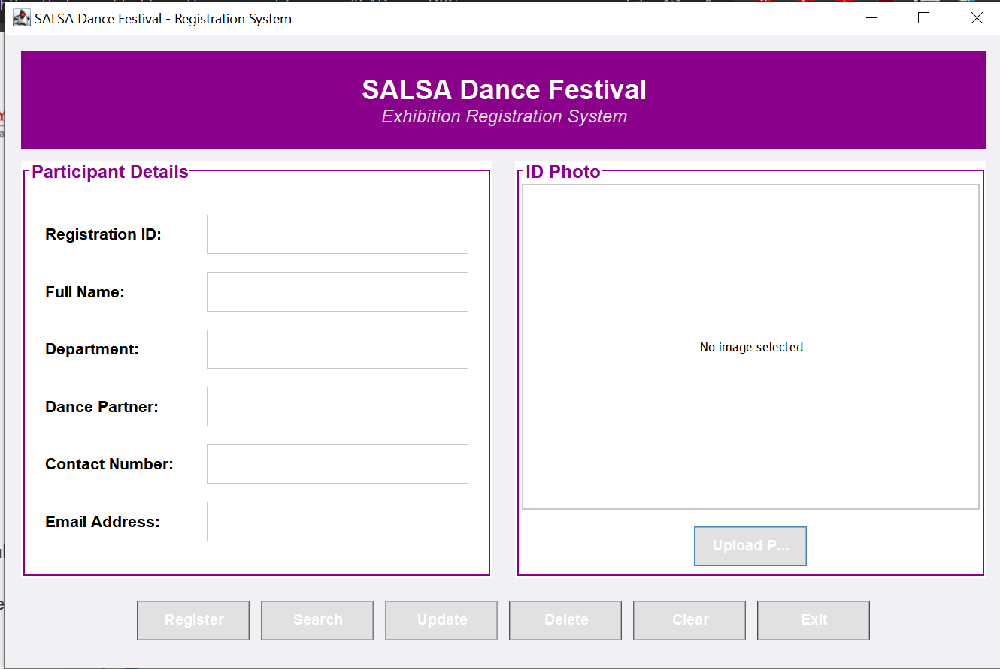 SALSA Dance Festival - Registration System
SALSA Dance Festival
Exhibition Registration System
Participant Details
Registration ID:
Full Name:
Department:
Dance Partner:
Contact Number:
Email Address:
ID Photo
No image selected
Upload P...
Register
Search
Update
Delete
Clear
Exit